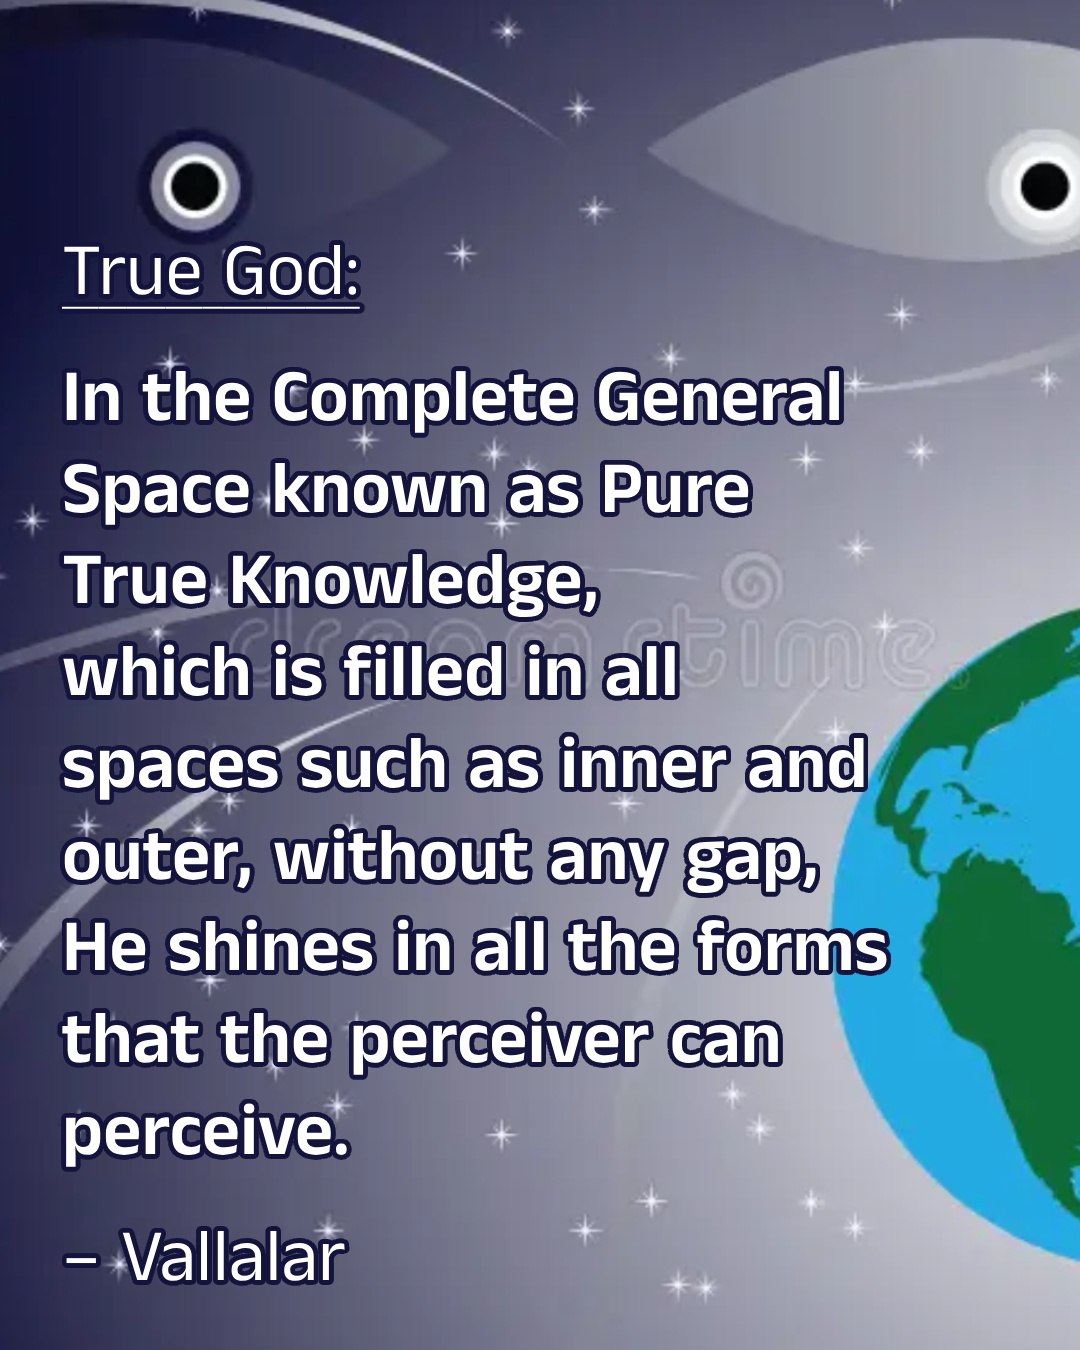 True God:
In the Complete General
Space known as Pure
True Knowledge,
dreamstime.
which is filled in all
spaces such as inner and
outer, without any gap,
He shines in all the forms
that the perceiver can
perceive.
– Vallalar